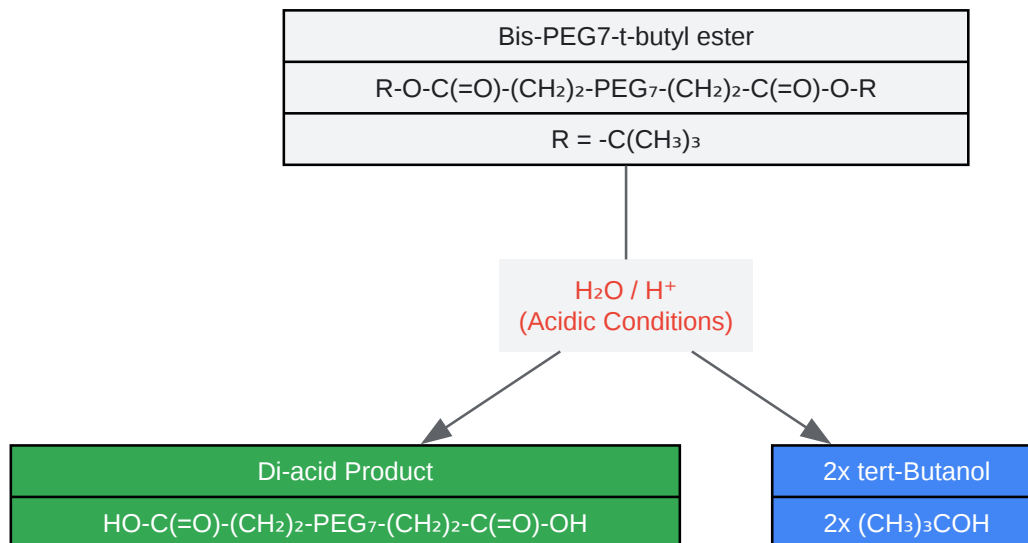 Bis-PEG7-t-butyl ester
R-O-C(=O)-(CH₂)₂-PEG₇-(CH₂)₂-C(=O)-O-R
R = -C(CH₃)₃
H₂O / H⁺
(Acidic Conditions)
Di-acid Product
HO-C(=O)-(CH₂)₂-PEG₇-(CH₂)₂-C(=O)-OH
2x tert-Butanol
2x (CH₃)₃COH